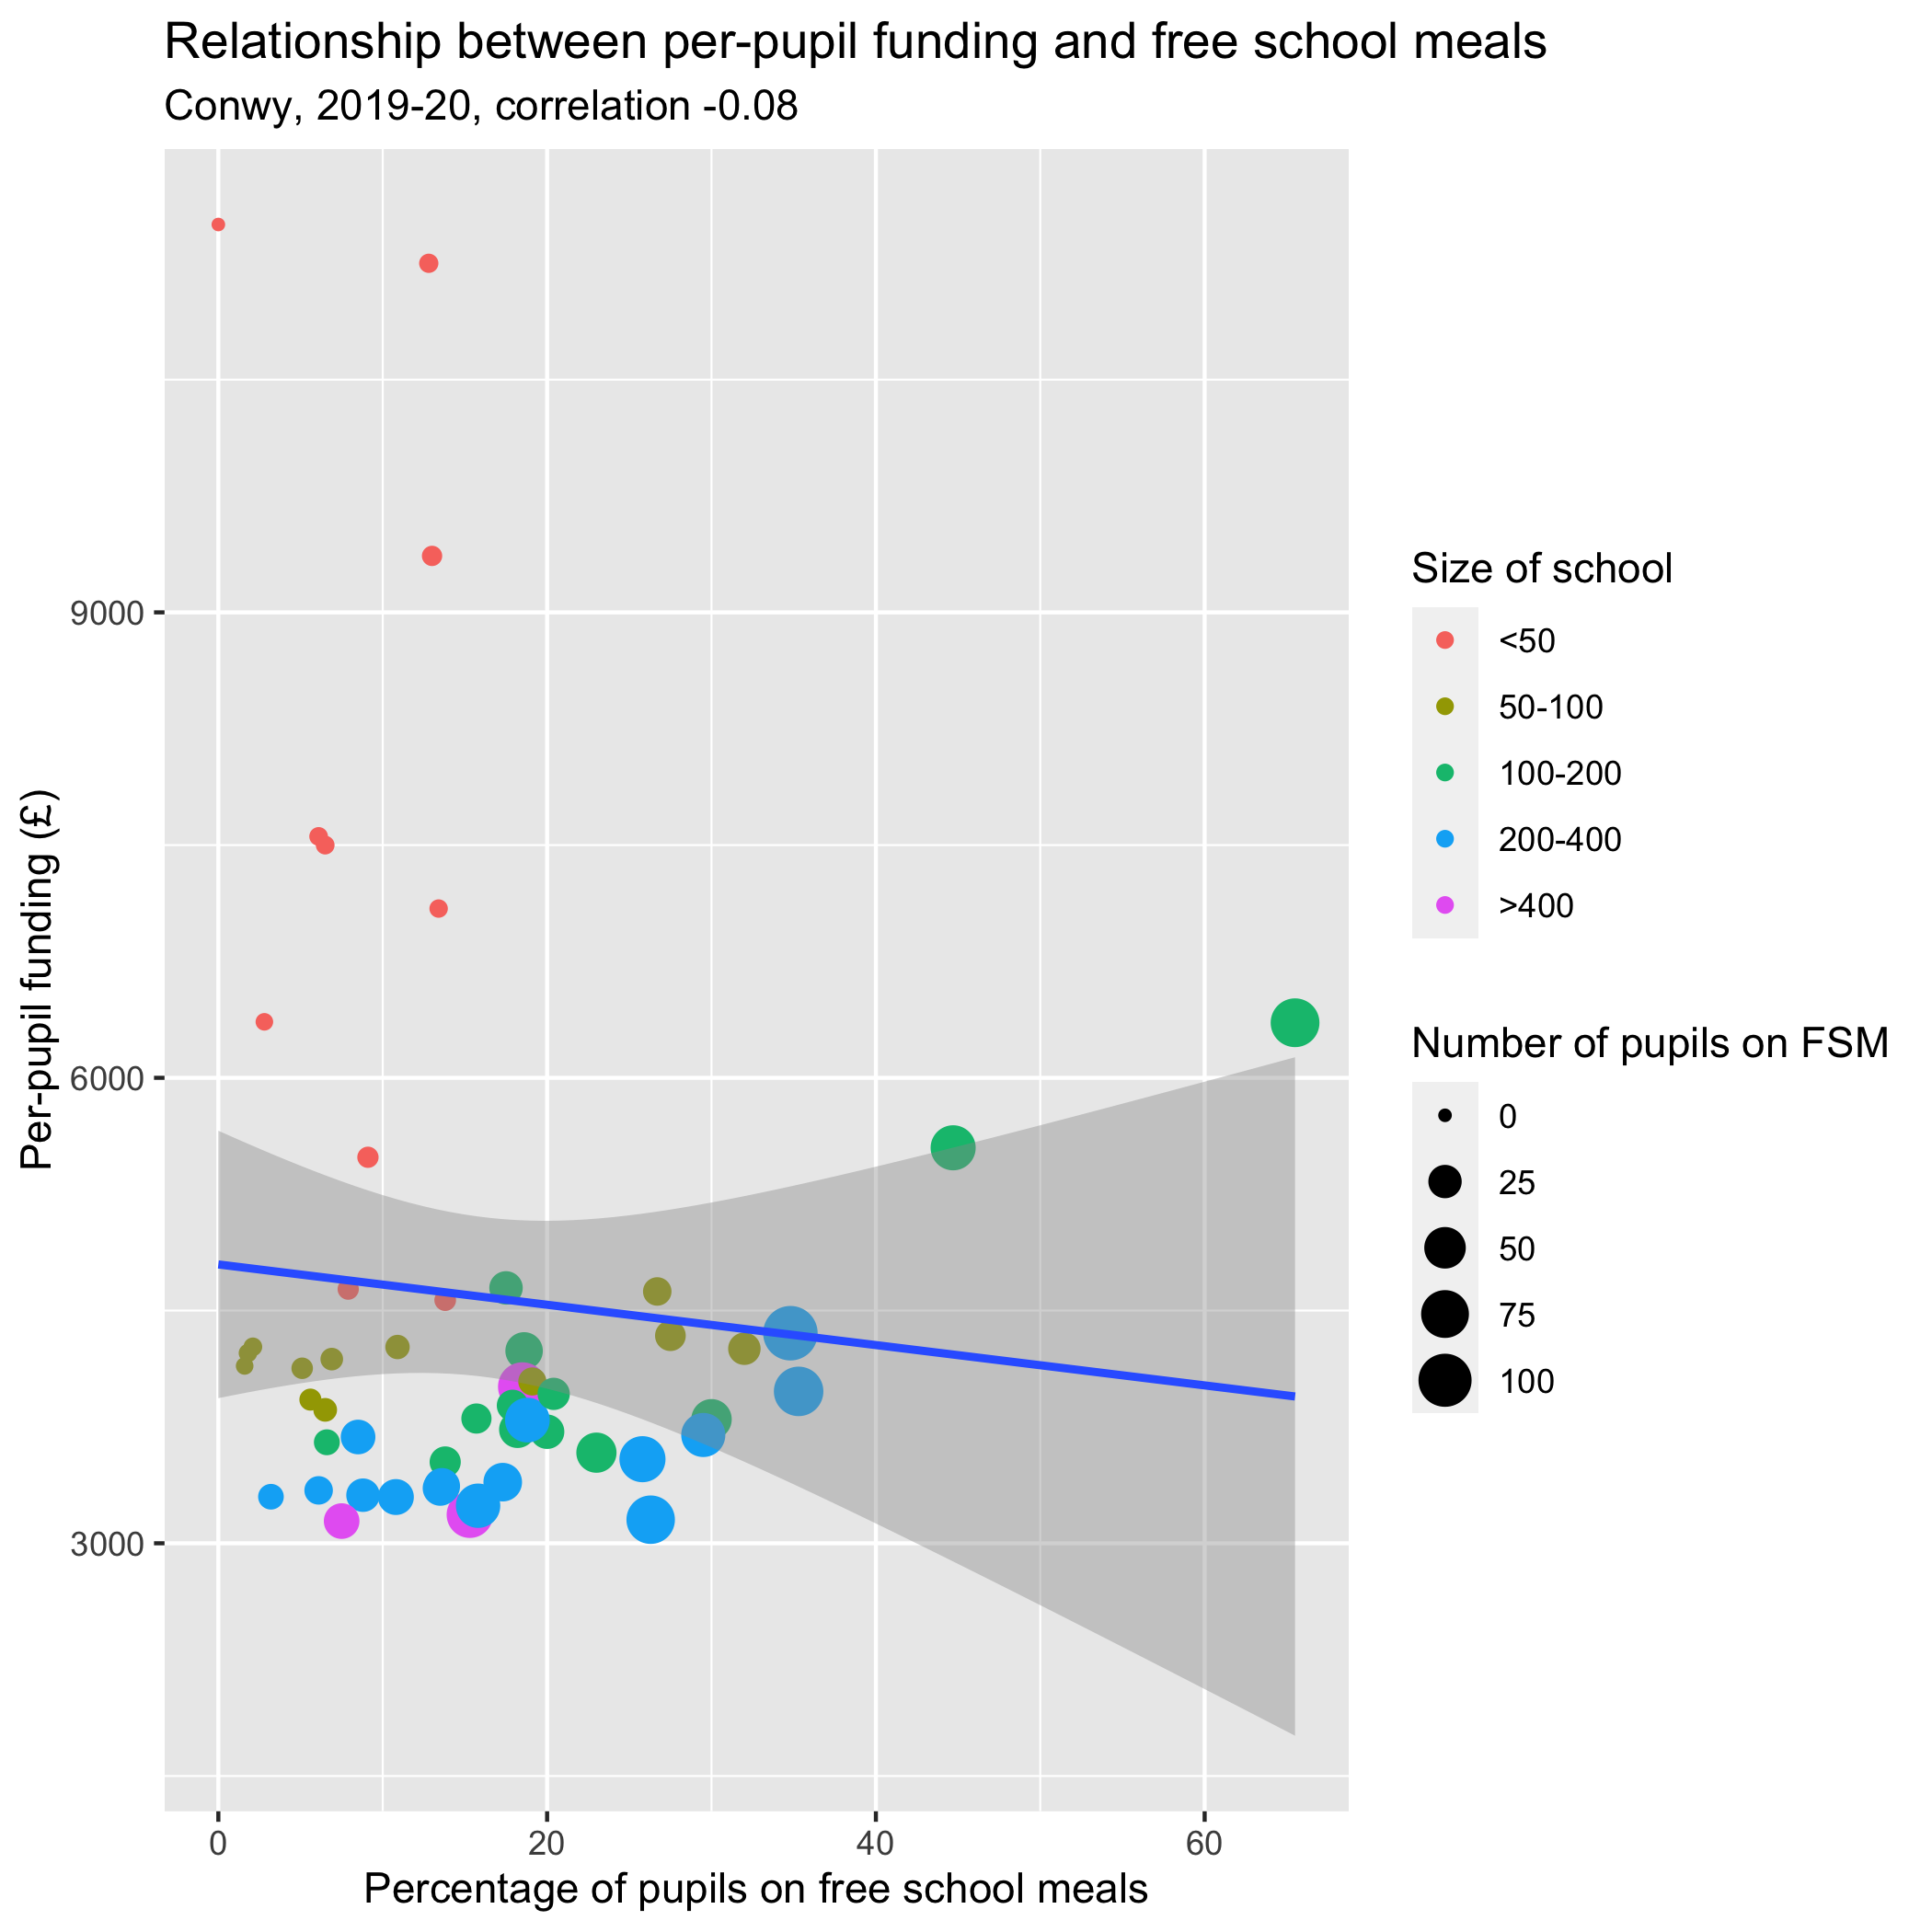 Relationship between per-pupil funding and free school meals
Conwy, 2019-20, correlation -0.08
Per-pupil funding (£)
9000
6000
3000
0
20
40
60
Percentage of pupils on free school meals
Size of school
<50
50-100
100-200
200-400
>400
Number of pupils on FSM
0
25
50
75
100